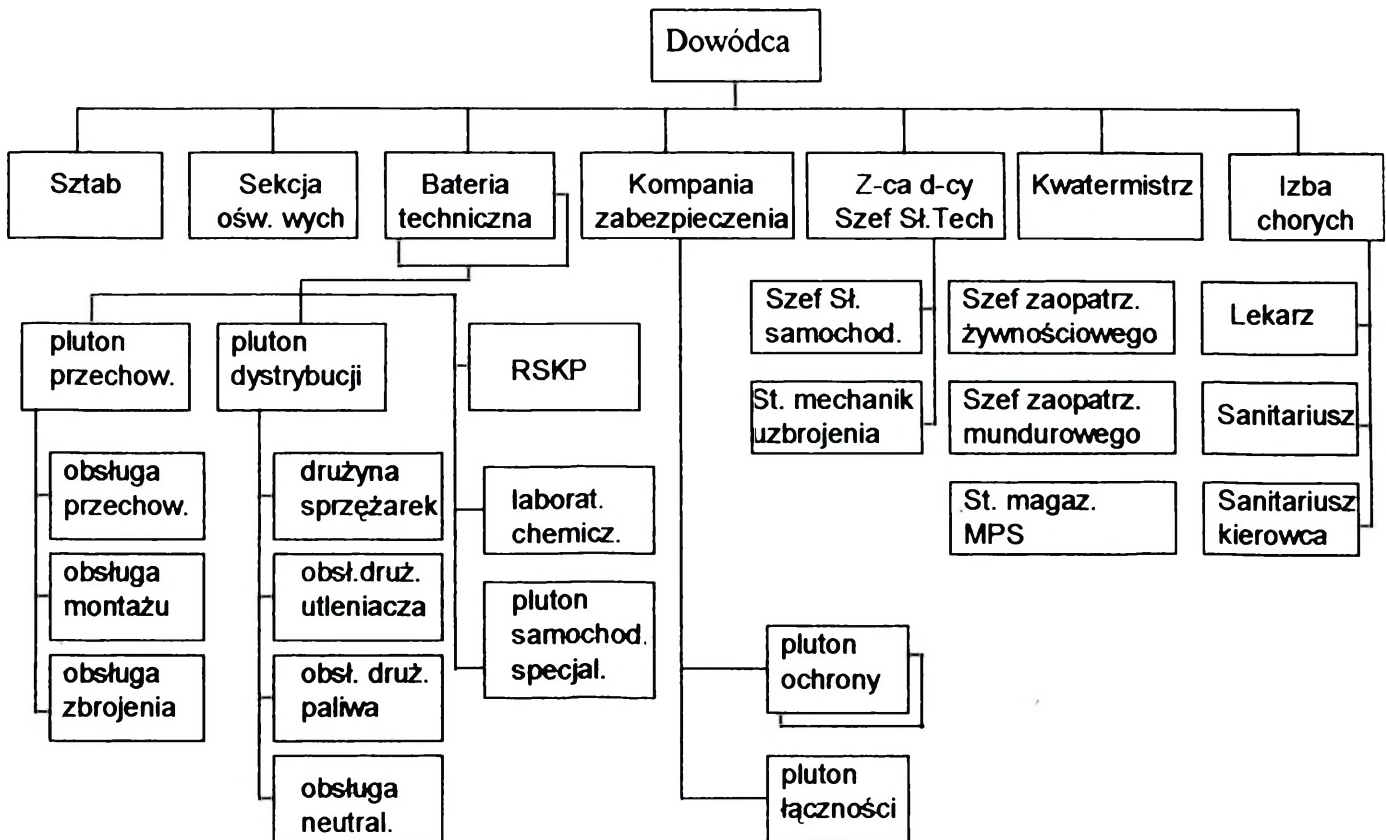 Dowódca
Sztab
Sekcja
ośw. wych
Bateria
techniczna
Kompania
zabezpieczenia
Z-ca d-cy
Szef Sł.Tech
Kwatermistrz
Izba
chorych
pluton
przechow.
obsługa
przechow.
obsługa
montażu
obsługa
zbrojenia
pluton
dystrybucji
drużyna
sprzężarek
obsł.druż.
utleniacza
obsł. druż.
paliwa
obsługa
neutral.
RSKP
laborat.
chemicz.
pluton
samochod.
specjal.
pluton
ochrony
pluton
łączności
Szef Sł.
samochod.
St. mechanik
uzbrojenia
Szef zaopatrz.
żywnościowego
Szef zaopatrz.
mundurowego
St. magaz.
MPS
Lekarz
Sanitariusz
Sanitariusz
kierowca